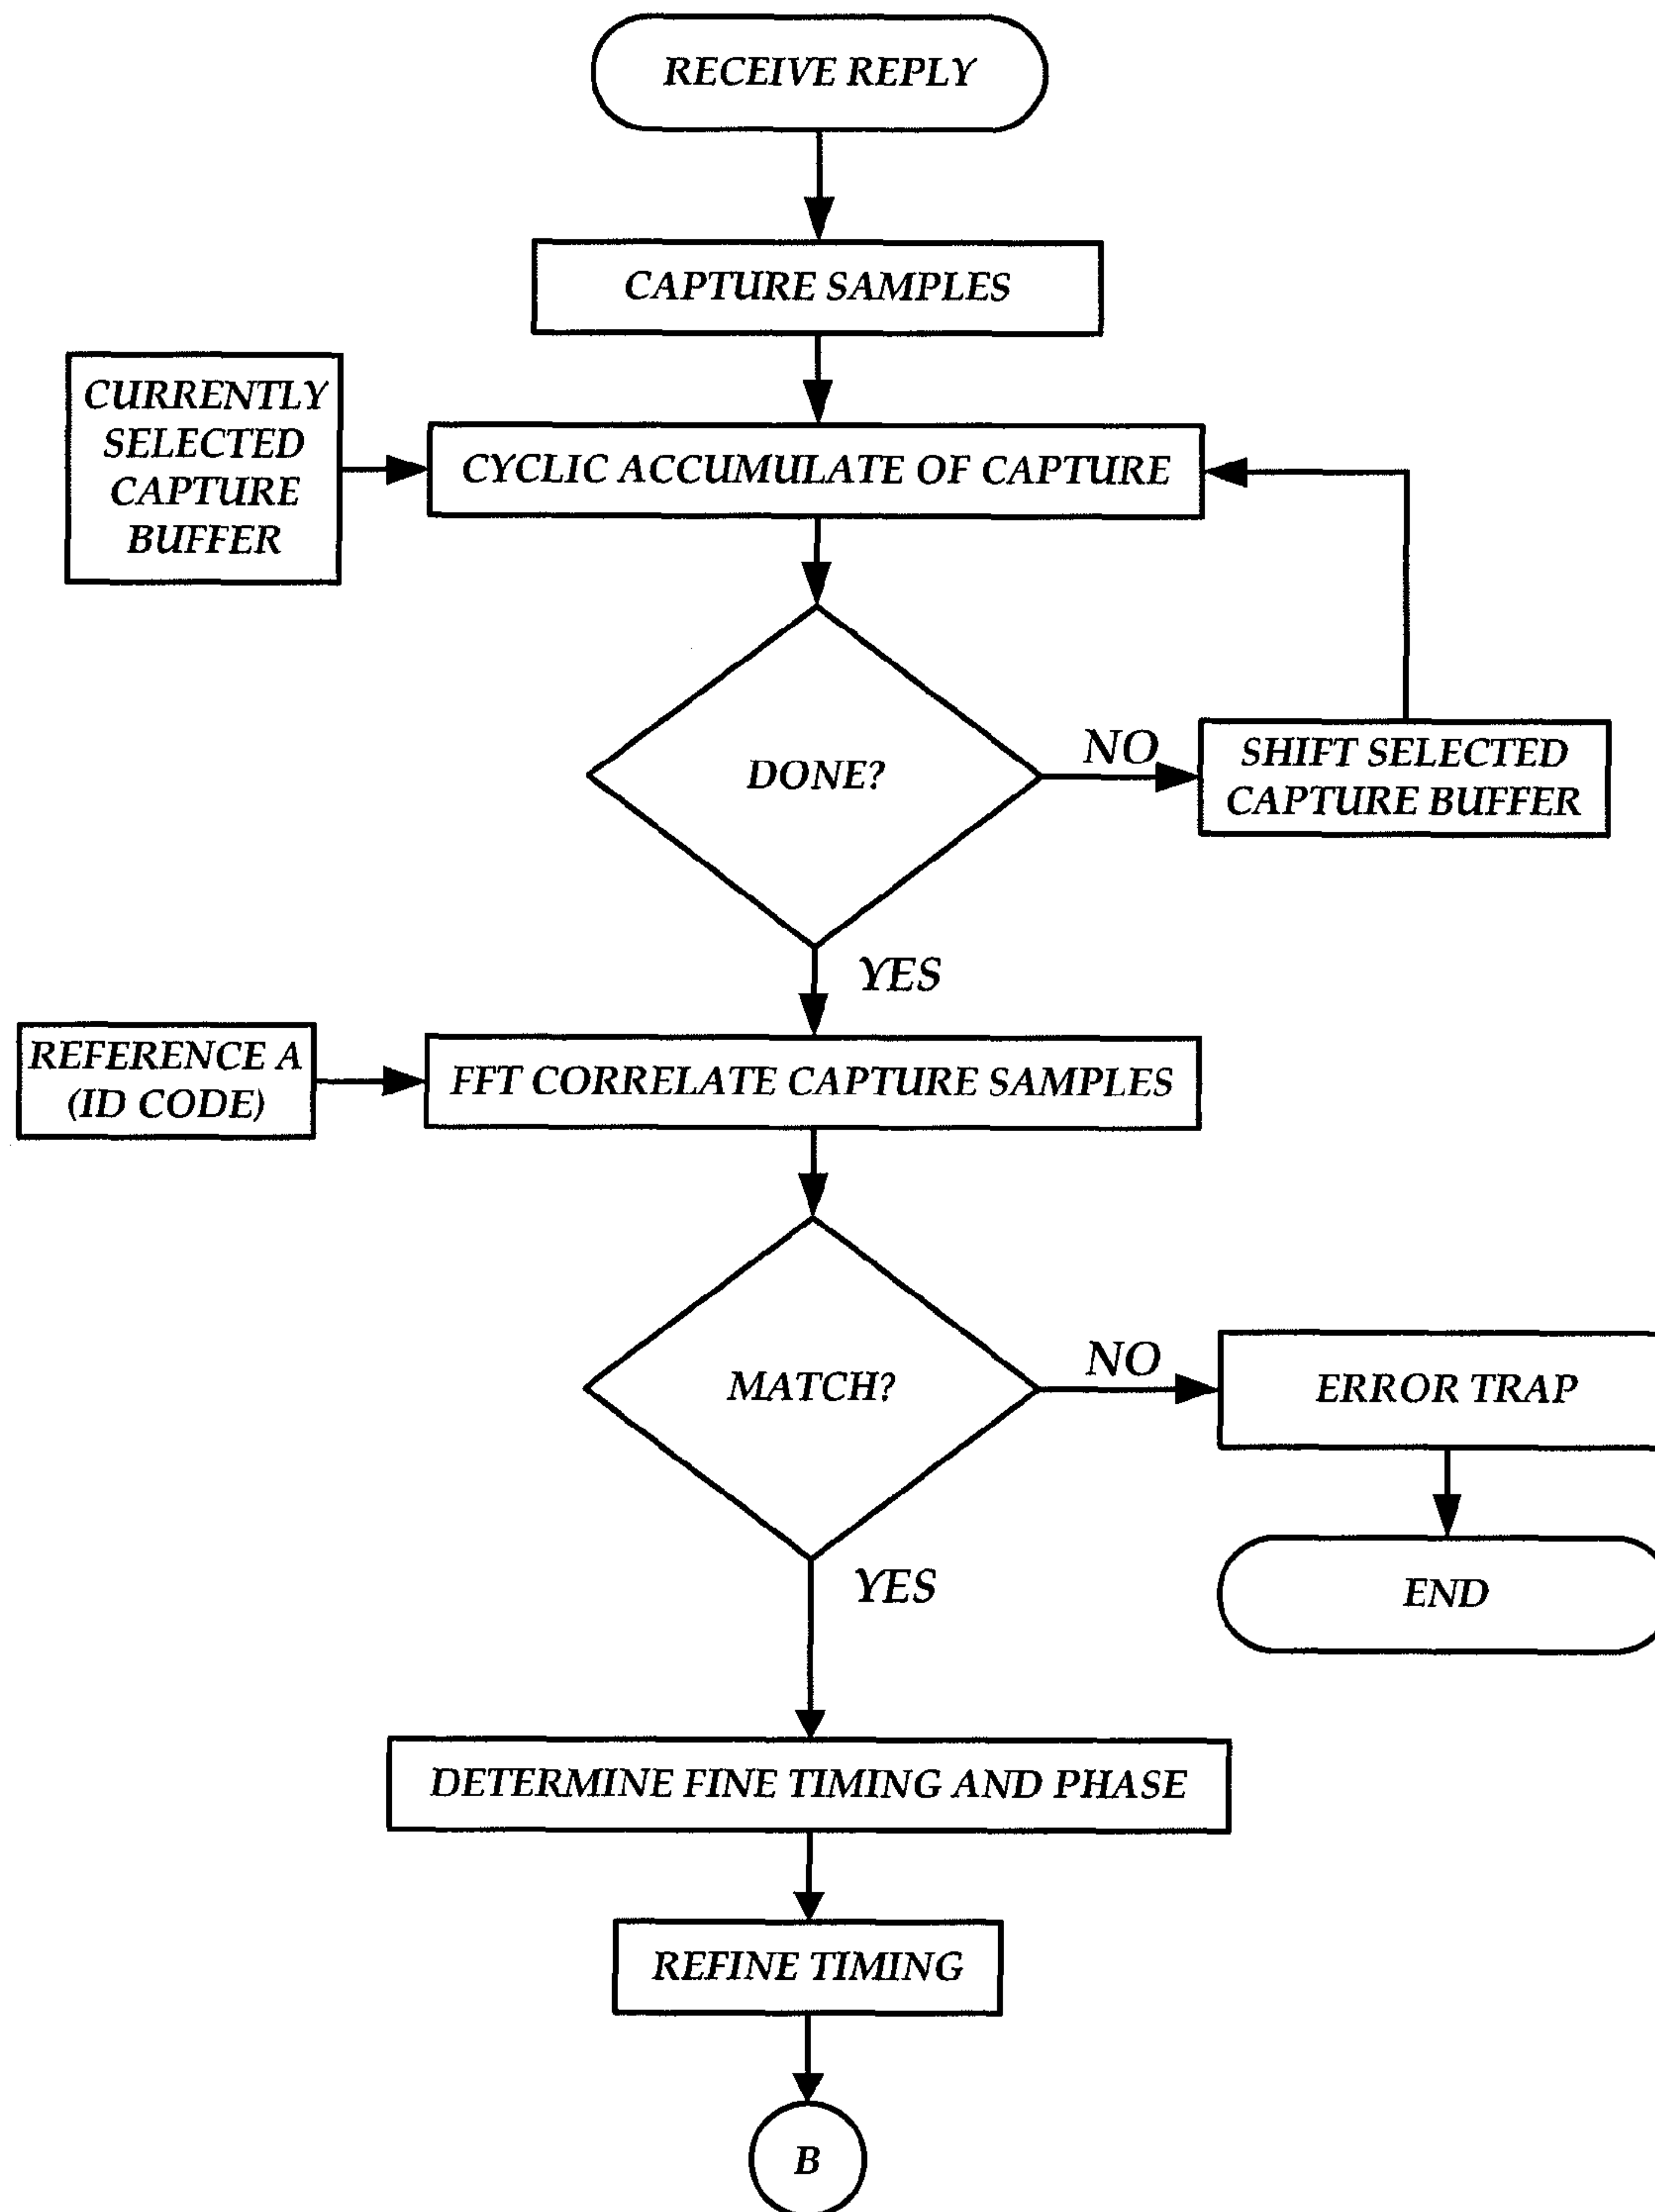 RECEIVE REPLY
CAPTURE SAMPLES
CURRENTLY
SELECTED
CAPTURE
BUFFER
CYCLIC ACCUMULATE OF CAPTURE
DONE?
NO
SHIFT SELECTED
CAPTURE BUFFER
YES
REFERENCE A
(ID CODE)
FFT CORRELATE CAPTURE SAMPLES
MATCH?
NO
ERROR TRAP
END
YES
DETERMINE FINE TIMING AND PHASE
REFINE TIMING
B